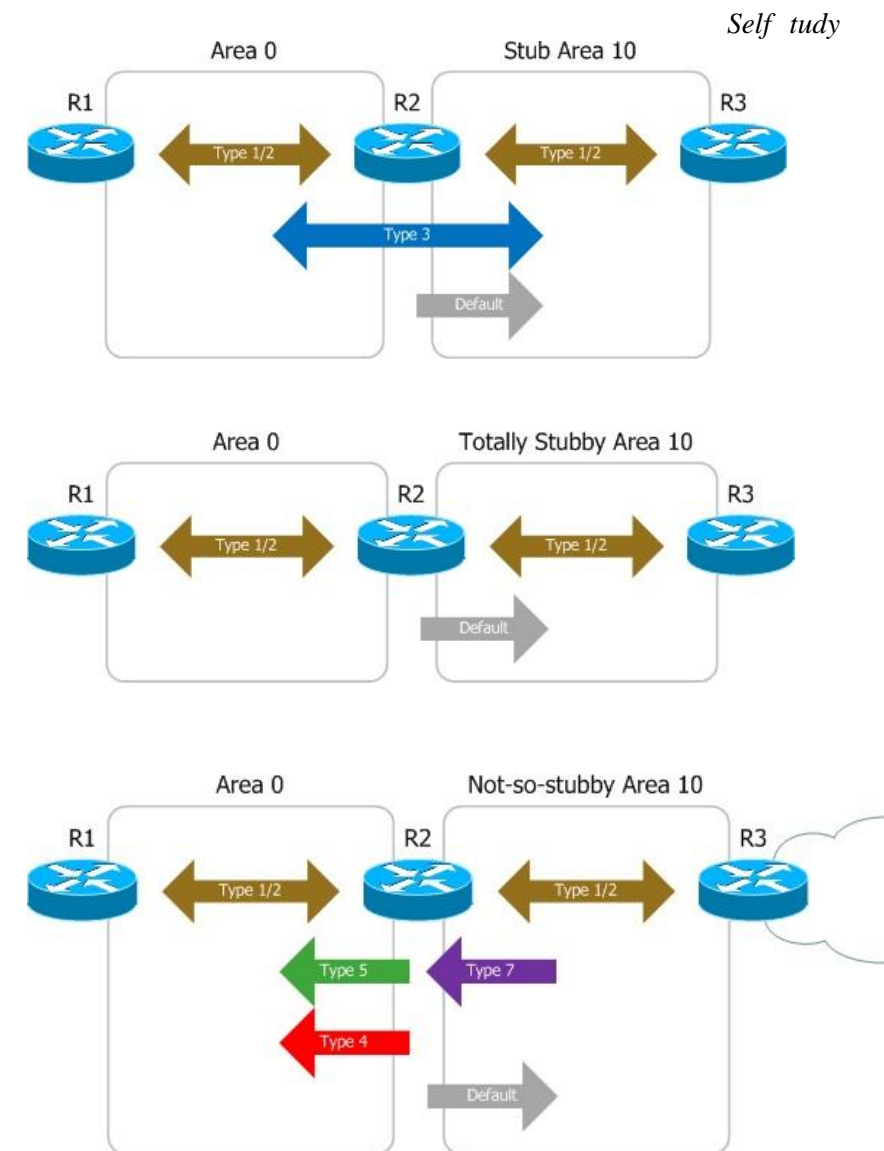 Self tudy
Area 0 Stub Area 10
R1 R2 R3
Type 1/2 Type 1/2
Type 3
Default
Area 0 Totally Stubby Area 10
R1 R2 R3
Type 1/2 Type 1/2
Default
Area 0 Not-so-stubby Area 10
R1 R2 R3
Type 1/2 Type 1/2
Type 5 Type 7
Type 4
Default